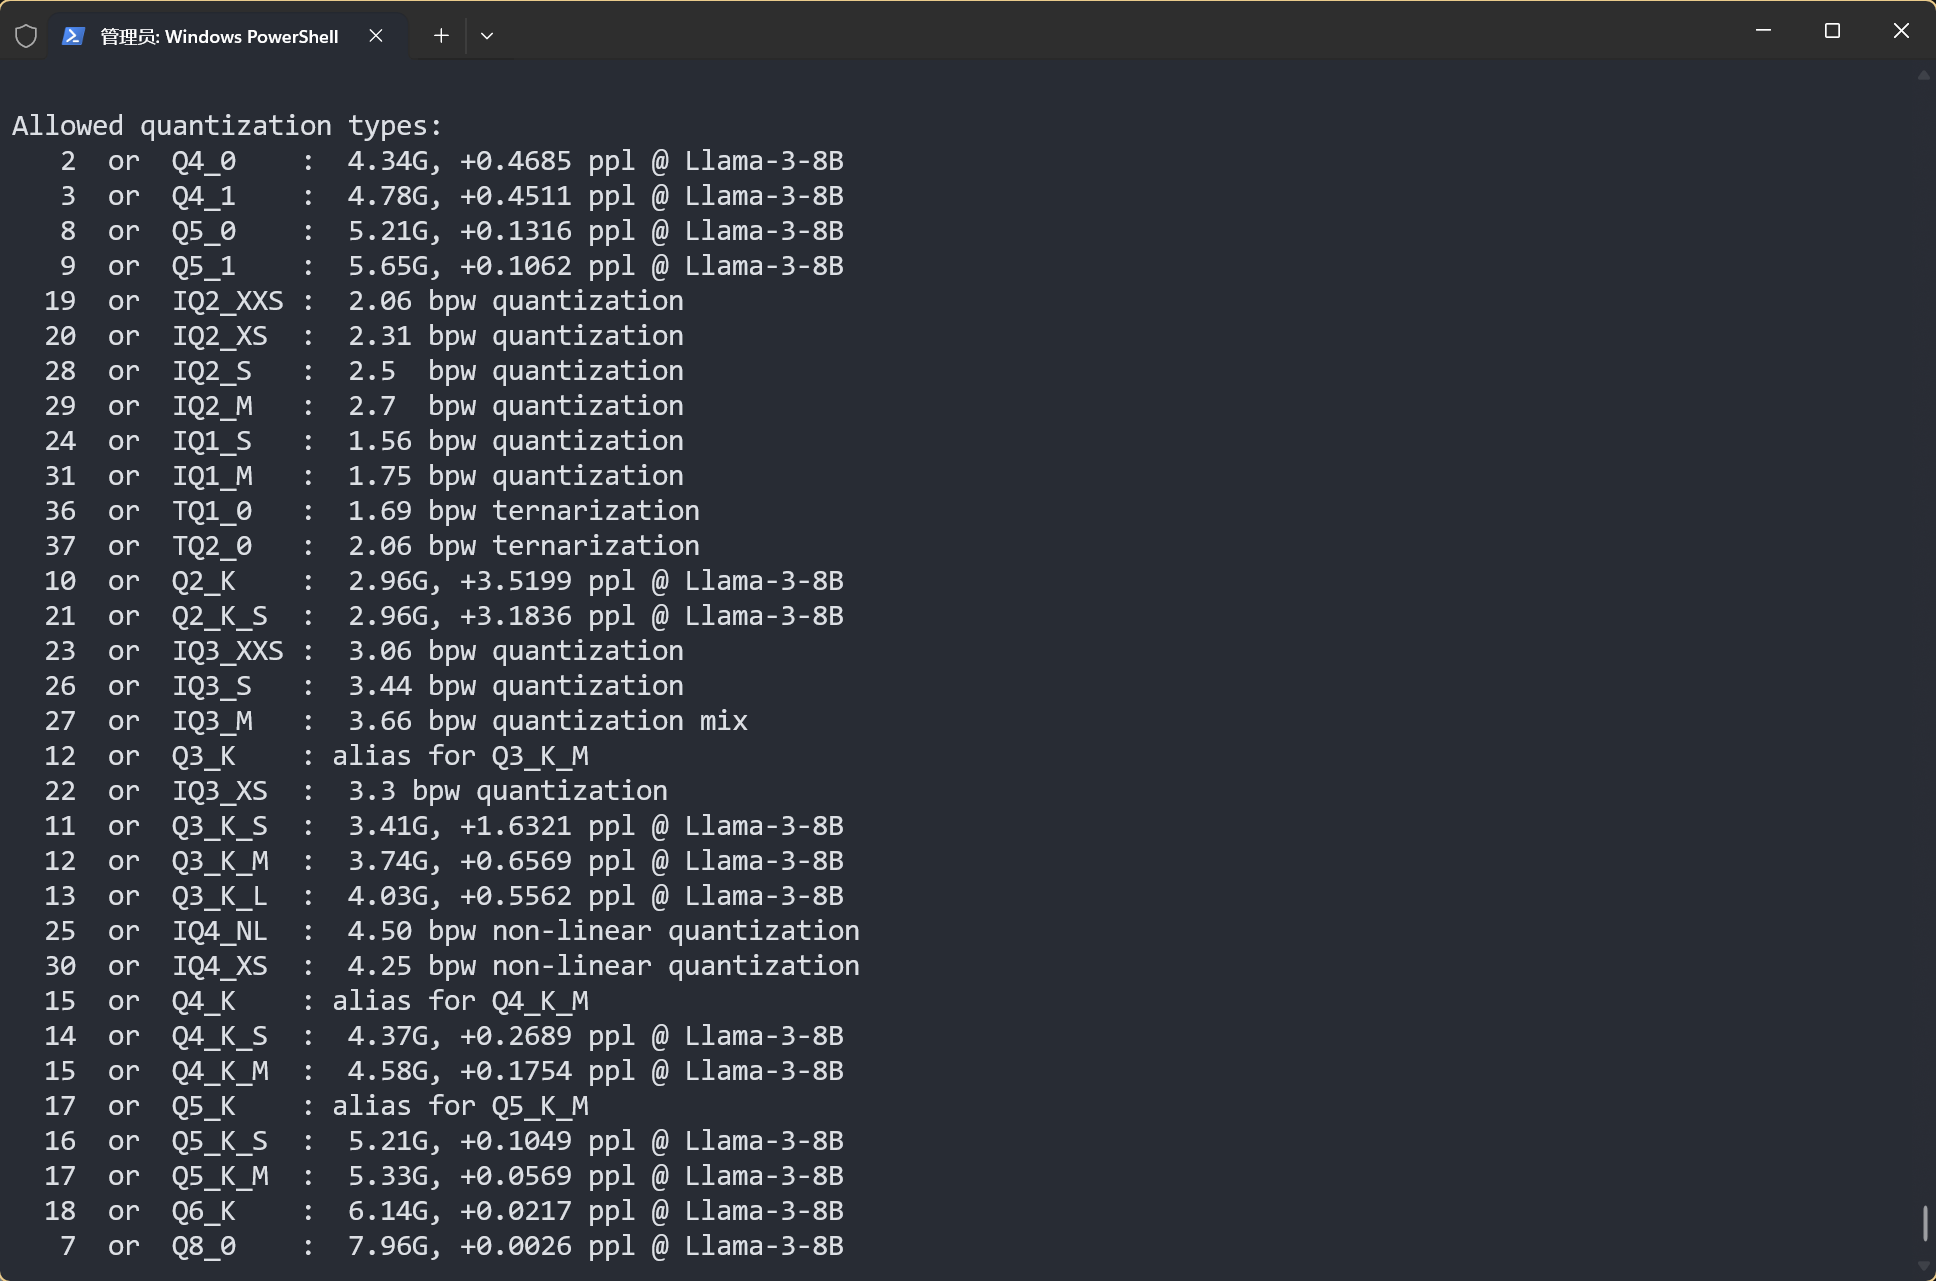 管理员: Windows PowerShell
Allowed quantization types:
   2  or  Q4_0    :  4.34G, +0.4685 ppl @ Llama-3-8B
   3  or  Q4_1    :  4.78G, +0.4511 ppl @ Llama-3-8B
   8  or  Q5_0    :  5.21G, +0.1316 ppl @ Llama-3-8B
   9  or  Q5_1    :  5.65G, +0.1062 ppl @ Llama-3-8B
  19  or  IQ2_XXS :  2.06 bpw quantization
  20  or  IQ2_XS  :  2.31 bpw quantization
  28  or  IQ2_S   :  2.5  bpw quantization
  29  or  IQ2_M   :  2.7  bpw quantization
  24  or  IQ1_S   :  1.56 bpw quantization
  31  or  IQ1_M   :  1.75 bpw quantization
  36  or  TQ1_0   :  1.69 bpw ternarization
  37  or  TQ2_0   :  2.06 bpw ternarization
  10  or  Q2_K    :  2.96G, +3.5199 ppl @ Llama-3-8B
  21  or  Q2_K_S  :  2.96G, +3.1836 ppl @ Llama-3-8B
  23  or  IQ3_XXS :  3.06 bpw quantization
  26  or  IQ3_S   :  3.44 bpw quantization
  27  or  IQ3_M   :  3.66 bpw quantization mix
  12  or  Q3_K    : alias for Q3_K_M
  22  or  IQ3_XS  :  3.3 bpw quantization
  11  or  Q3_K_S  :  3.41G, +1.6321 ppl @ Llama-3-8B
  12  or  Q3_K_M  :  3.74G, +0.6569 ppl @ Llama-3-8B
  13  or  Q3_K_L  :  4.03G, +0.5562 ppl @ Llama-3-8B
  25  or  IQ4_NL  :  4.50 bpw non-linear quantization
  30  or  IQ4_XS  :  4.25 bpw non-linear quantization
  15  or  Q4_K    : alias for Q4_K_M
  14  or  Q4_K_S  :  4.37G, +0.2689 ppl @ Llama-3-8B
  15  or  Q4_K_M  :  4.58G, +0.1754 ppl @ Llama-3-8B
  17  or  Q5_K    : alias for Q5_K_M
  16  or  Q5_K_S  :  5.21G, +0.1049 ppl @ Llama-3-8B
  17  or  Q5_K_M  :  5.33G, +0.0569 ppl @ Llama-3-8B
  18  or  Q6_K    :  6.14G, +0.0217 ppl @ Llama-3-8B
   7  or  Q8_0    :  7.96G, +0.0026 ppl @ Llama-3-8B